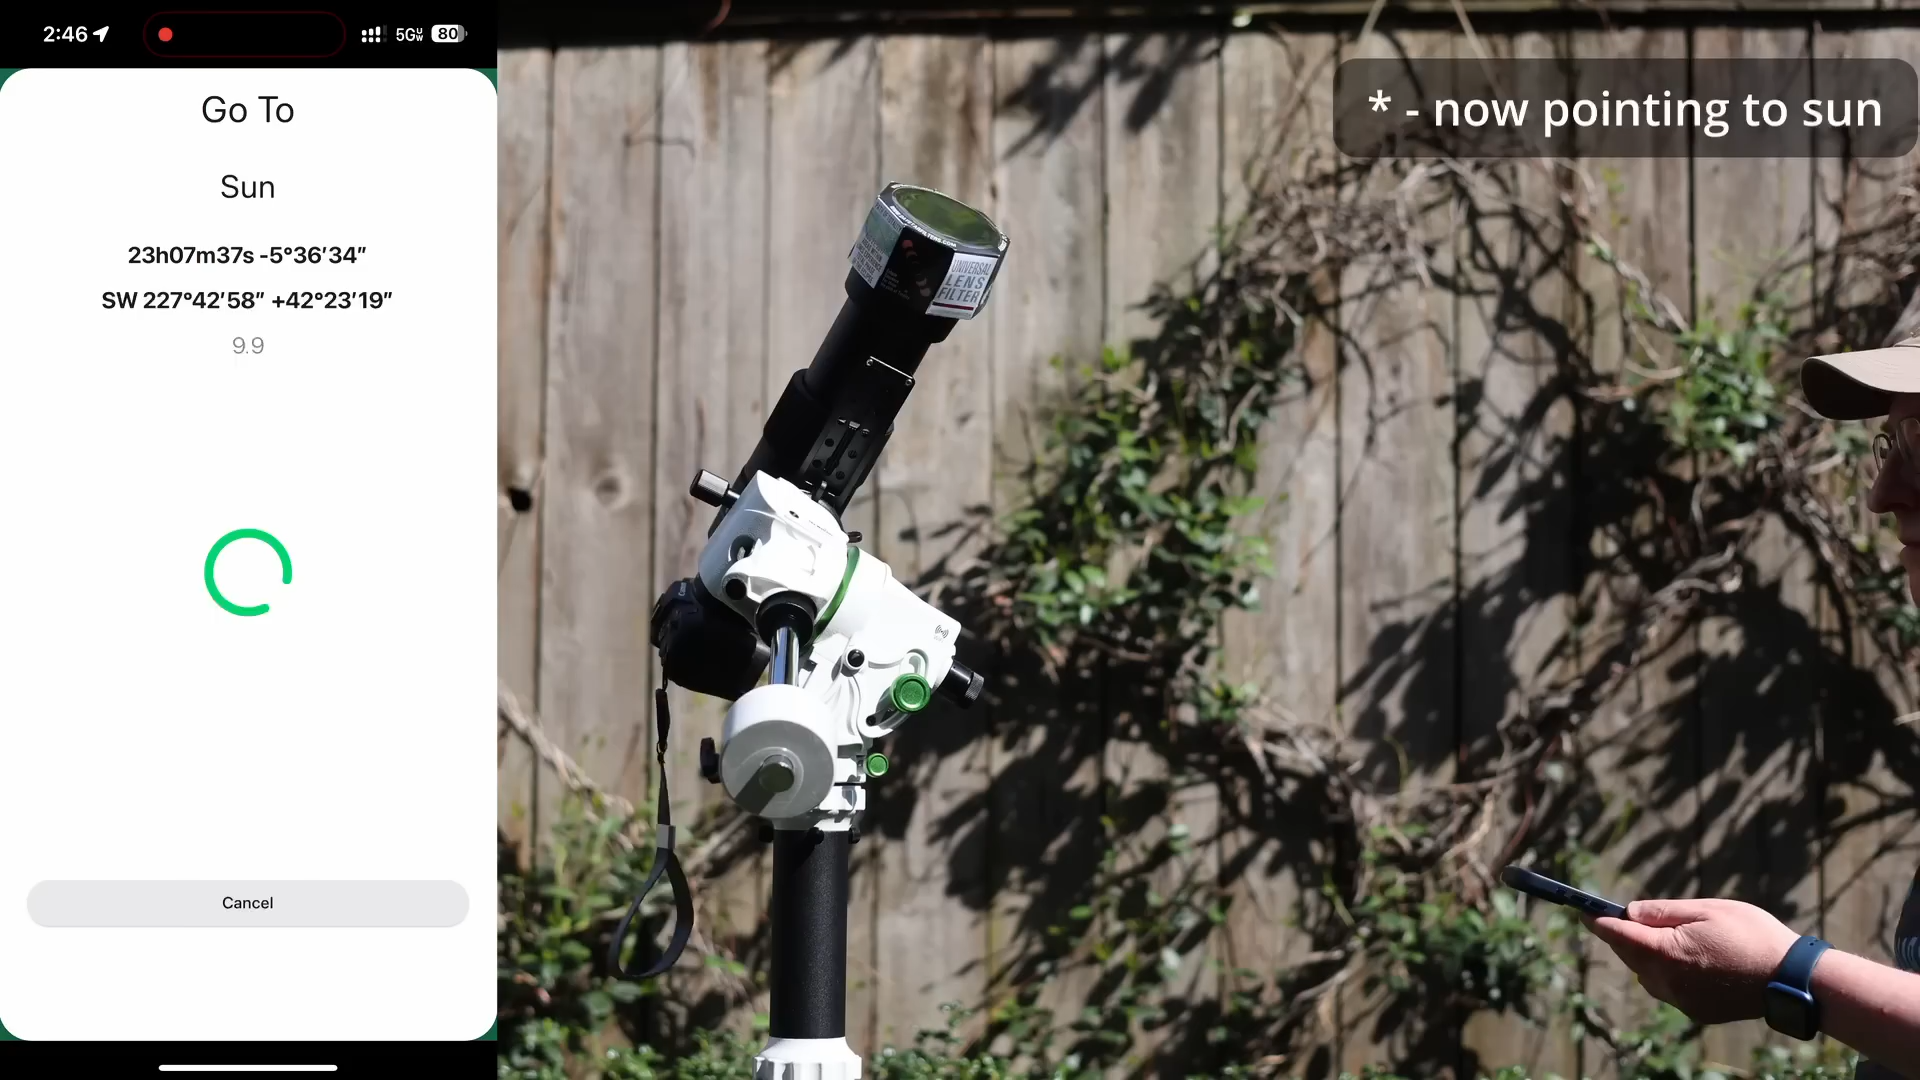 2:46
5G
80
Go To
Sun
23h07m37s -5°36′34″
SW 227°42′58″ +42°23′19″
9.9
Cancel
* - now pointing to sun
UNIVERSAL
LENS
FILTER